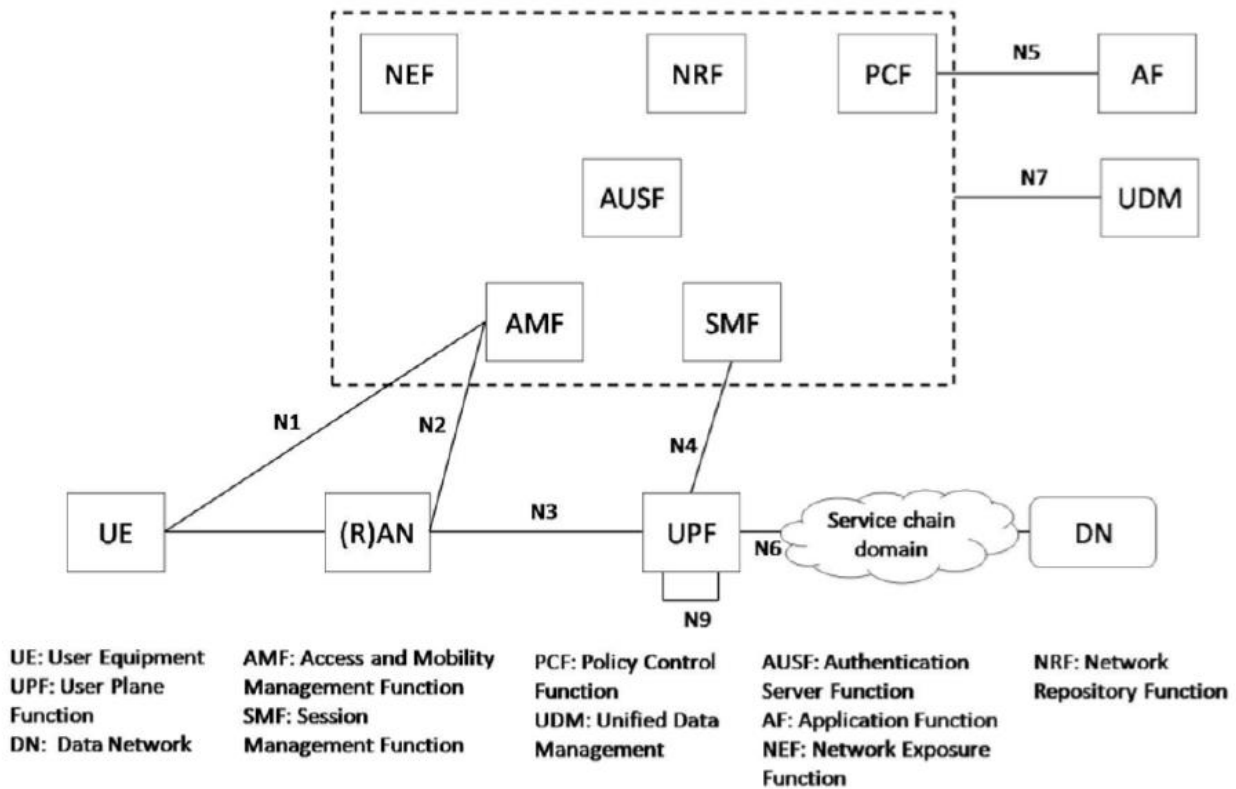 NEF
NRF
PCF
N5
AF
AUSF
N7
UDM
AMF
SMF
N1
N2
N4
UE
(R)AN
N3
UPF
N6
Service chain
domain
DN
N9
UE: User Equipment
UPF: User Plane
Function
DN: Data Network
AMF: Access and Mobility
Management Function
SMF: Session
Management Function
PCF: Policy Control
Function
UDM: Unified Data
Management
AUSF: Authentication
Server Function
AF: Application Function
NEF: Network Exposure
Function
NRF: Network
Repository Function